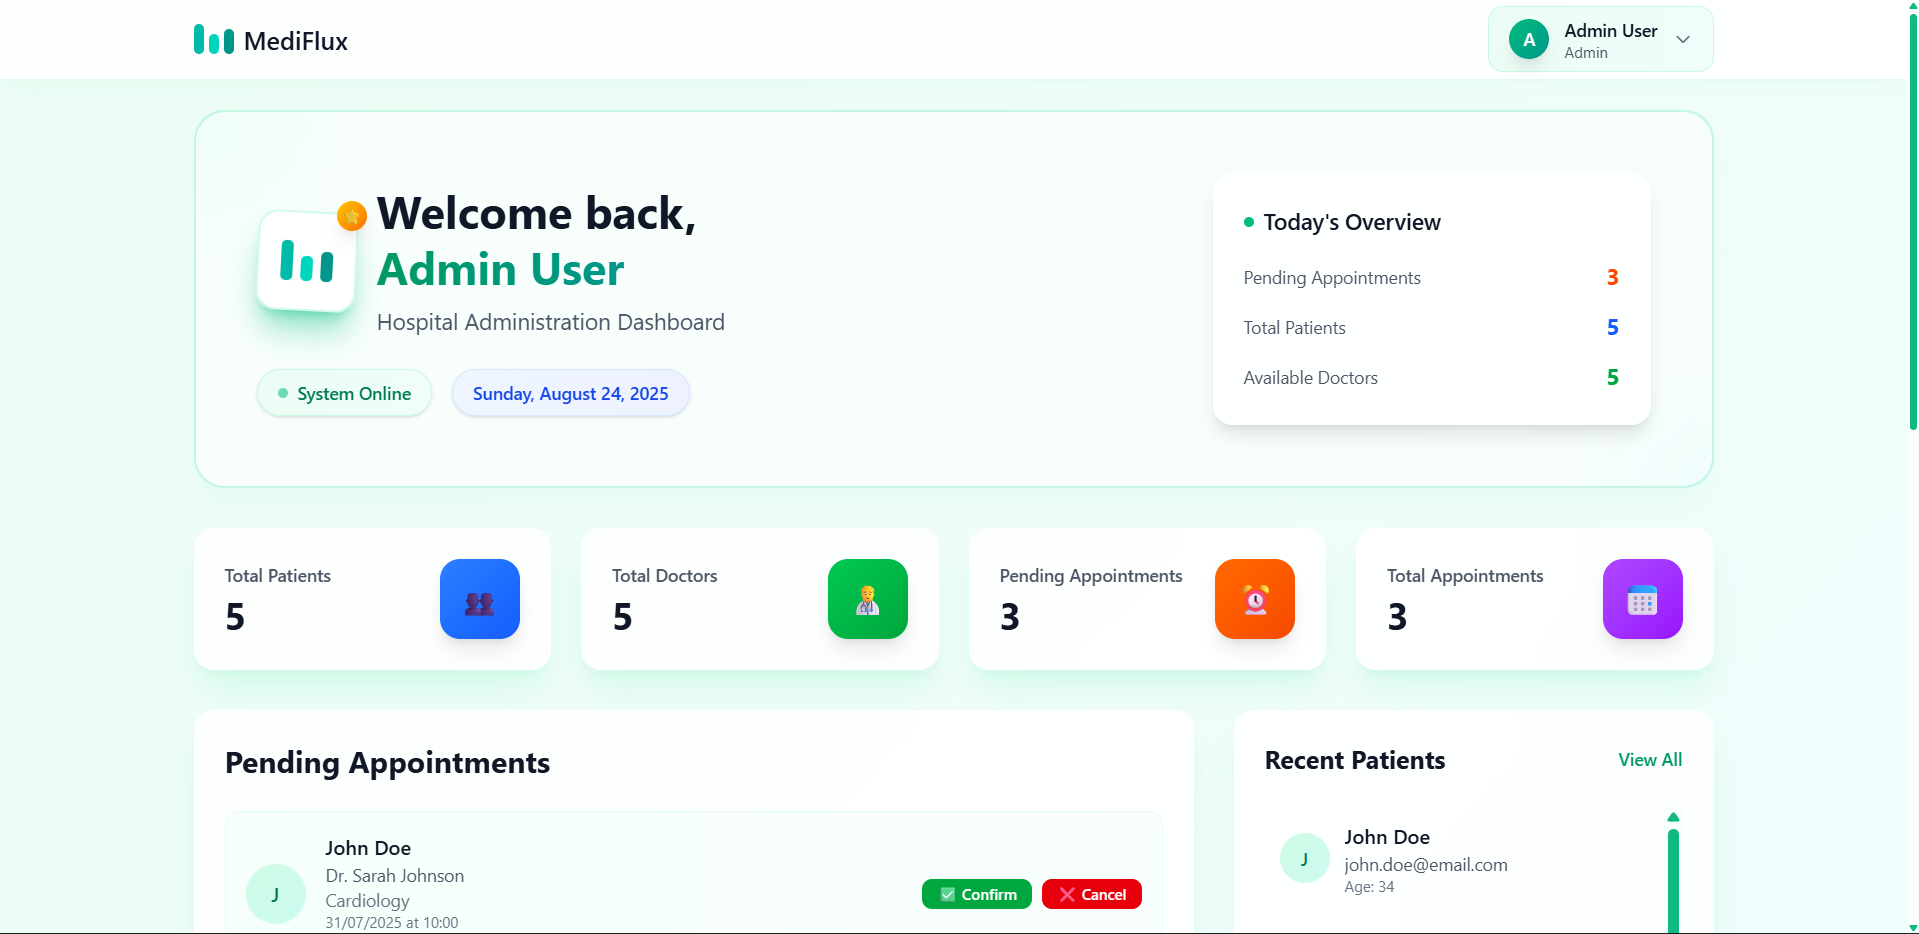 MediFlux
A
Admin User
Admin
Welcome back,
Admin User
Hospital Administration Dashboard
System Online
Sunday, August 24, 2025
Today's Overview
Pending Appointments
3
Total Patients
5
Available Doctors
5
Total Patients
5
Total Doctors
5
Pending Appointments
3
Total Appointments
3
Pending Appointments
J
John Doe
Dr. Sarah Johnson
Cardiology
31/07/2025 at 10:00
Confirm
Cancel
Recent Patients
View All
J
John Doe
john.doe@email.com
Age: 34